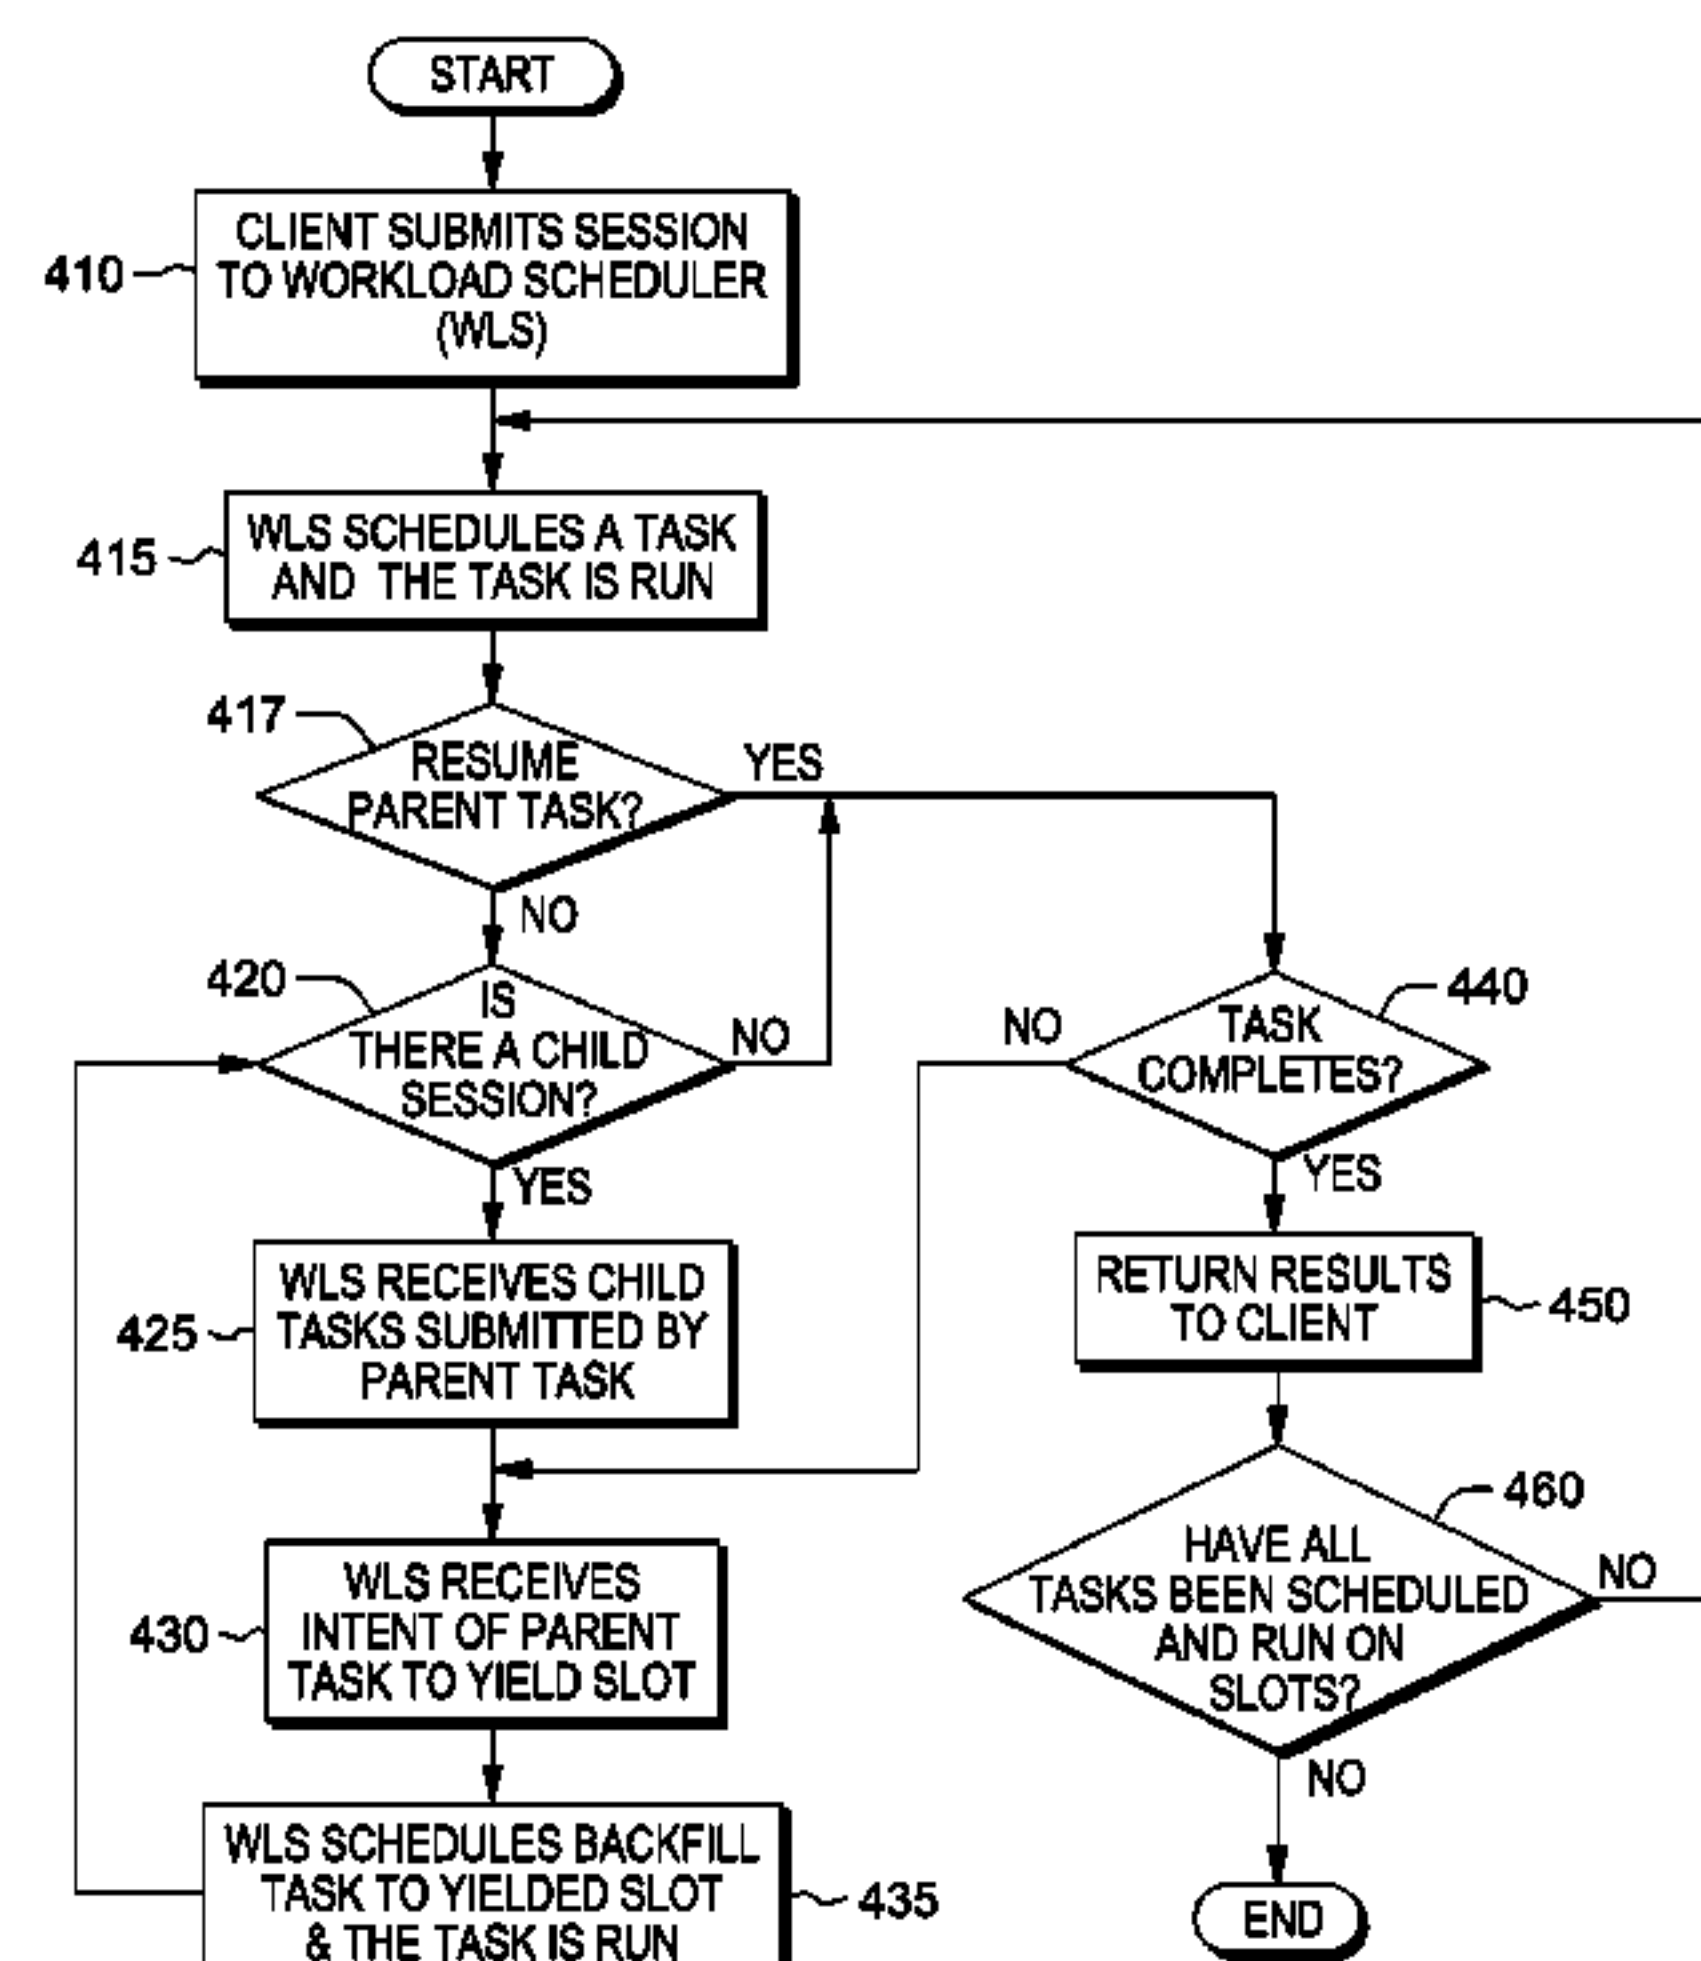 START
CLIENT SUBMITS SESSION
TO WORKLOAD SCHEDULER
(WLS)
410
WLS SCHEDULES A TASK
AND THE TASK IS RUN
415
417
RESUME
PARENT TASK?
YES
NO
420
IS
THERE A CHILD
SESSION?
NO
YES
WLS RECEIVES CHILD
TASKS SUBMITTED BY
PARENT TASK
425
WLS RECEIVES
INTENT OF PARENT
TASK TO YIELD SLOT
430
WLS SCHEDULES BACKFILL
TASK TO YIELDED SLOT
& THE TASK IS RUN
435
440
TASK
COMPLETES?
NO
YES
RETURN RESULTS
TO CLIENT
450
460
HAVE ALL
TASKS BEEN SCHEDULED
AND RUN ON
SLOTS?
NO
NO
END